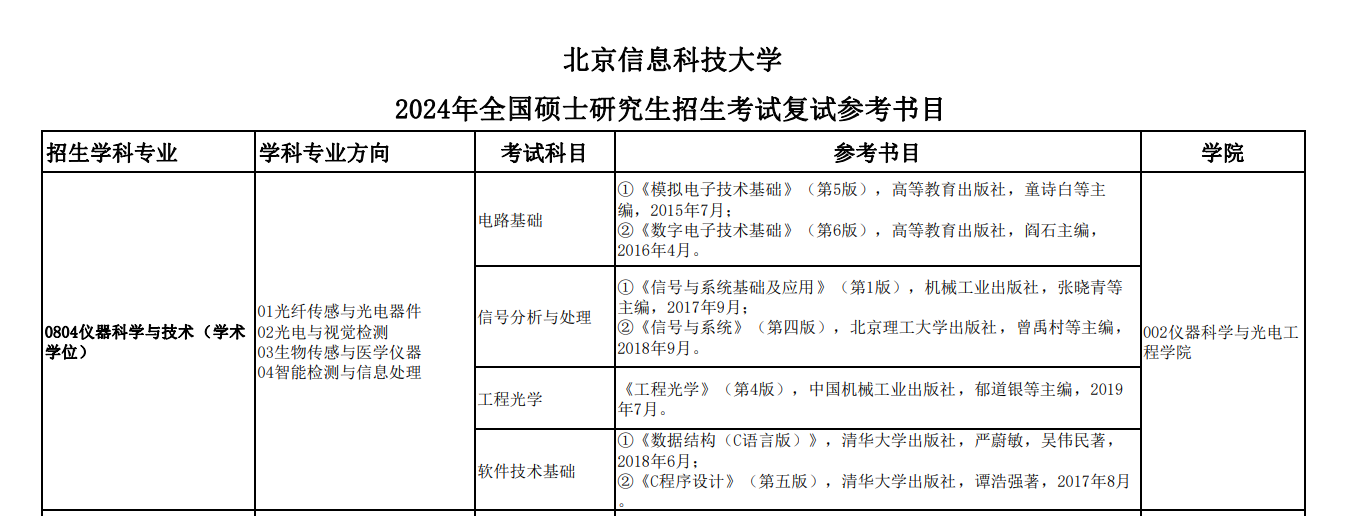 北京信息科技大学
2024年全国硕士研究生招生考试复试参考书目
招生学科专业
学科专业方向
考试科目
参考书目
学院
0804仪器科学与技术（学术
学位）
01光纤传感与光电器件
02光电与视觉检测
03生物传感与医学仪器
04智能检测与信息处理
电路基础
①《模拟电子技术基础》（第5版），高等教育出版社，童诗白等主
编，2015年7月；
②《数字电子技术基础》（第6版），高等教育出版社，阎石主编，
2016年4月。
信号分析与处理
①《信号与系统基础及应用》（第1版），机械工业出版社，张晓青等
主编，2017年9月；
②《信号与系统》（第四版），北京理工大学出版社，曾禹村等主编，
2018年9月。
工程光学
《工程光学》（第4版），中国机械工业出版社，郁道银等主编，2019
年7月。
软件技术基础
①《数据结构（C语言版）》，清华大学出版社，严蔚敏，吴伟民著，
2018年6月；
②《C程序设计》（第五版），清华大学出版社，谭浩强著，2017年8月
。
002仪器科学与光电工
程学院